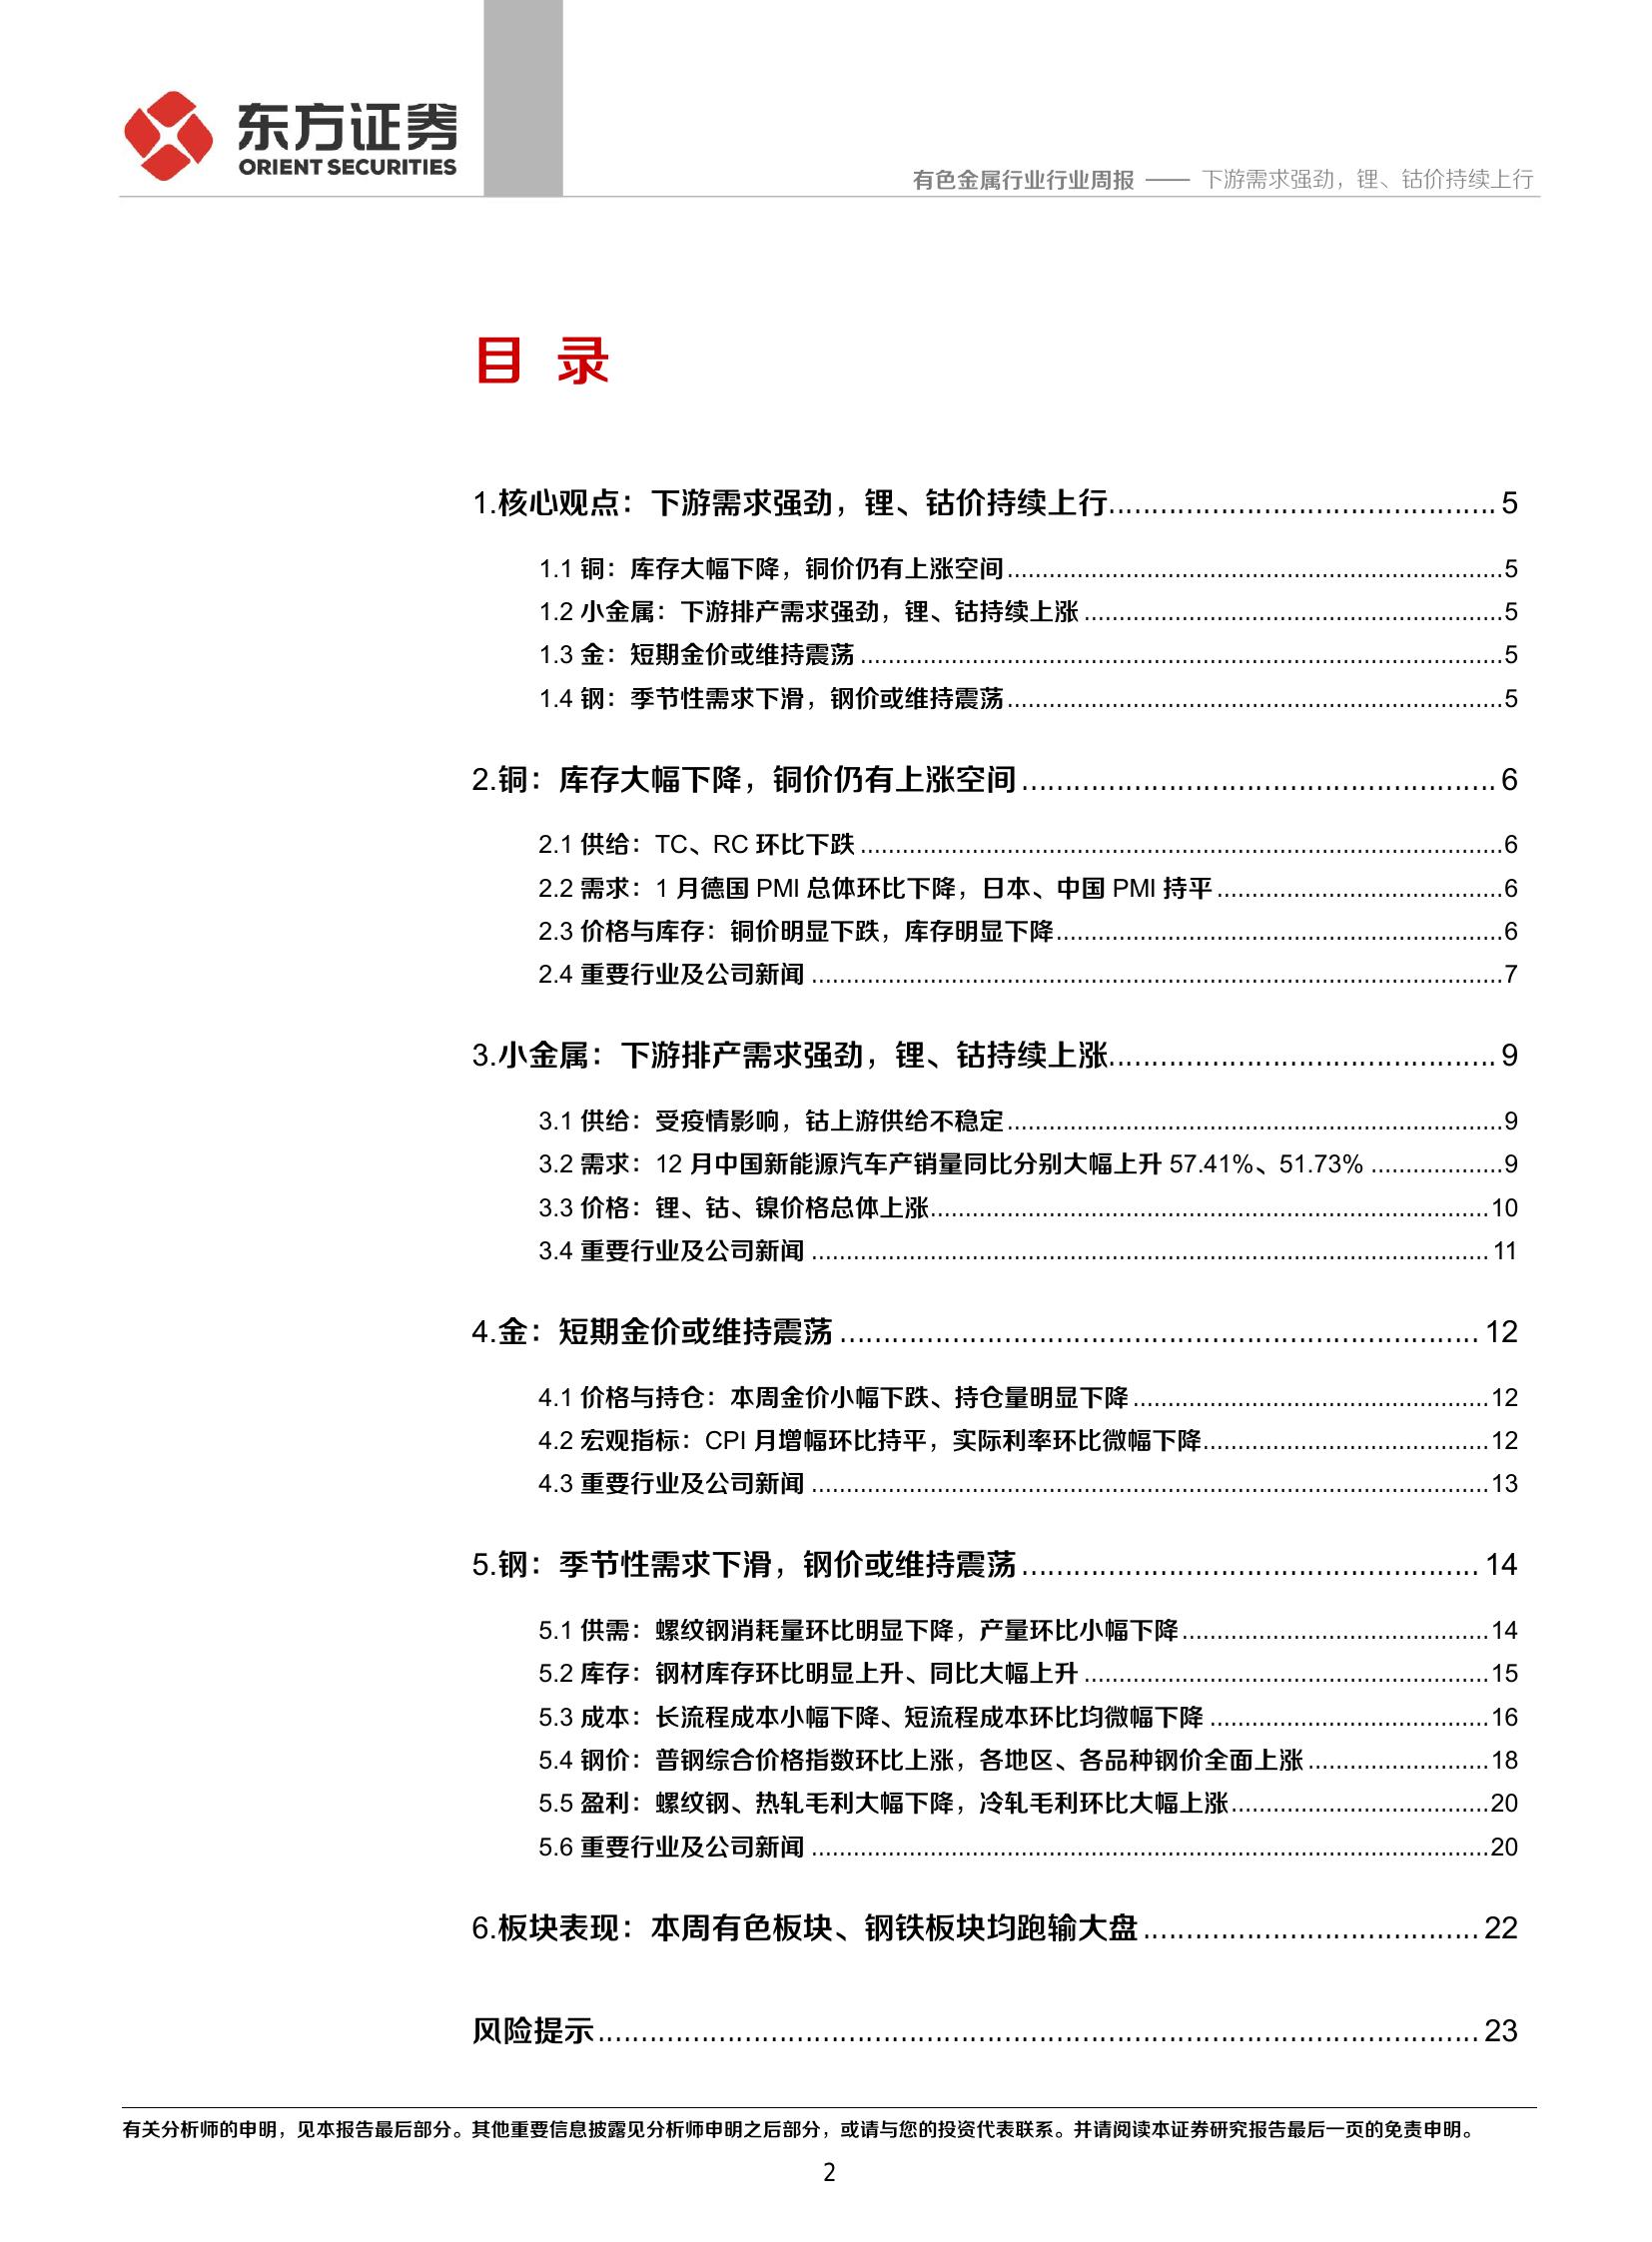 东方证券
ORIENT SECURITIES
有色金属行业行业周报 —— 下游需求强劲，锂、钴价持续上行
目 录
1.核心观点：下游需求强劲，锂、钴价持续上行............................................ 5
1.1 铜：库存大幅下降，铜价仍有上涨空间.......................................................................5
1.2 小金属：下游排产需求强劲，锂、钴持续上涨............................................................5
1.3 金：短期金价或维持震荡............................................................................................5
1.4 钢：季节性需求下滑，钢价或维持震荡.......................................................................5
2.铜：库存大幅下降，铜价仍有上涨空间...................................................... 6
2.1 供给：TC、RC 环比下跌............................................................................................6
2.2 需求：1 月德国 PMI 总体环比下降，日本、中国 PMI 持平.........................................6
2.3 价格与库存：铜价明显下跌，库存明显下降................................................................6
2.4 重要行业及公司新闻...................................................................................................7
3.小金属：下游排产需求强劲，锂、钴持续上涨............................................ 9
3.1 供给：受疫情影响，钴上游供给不稳定.......................................................................9
3.2 需求：12 月中国新能源汽车产销量同比分别大幅上升 57.41%、51.73%...................9
3.3 价格：锂、钴、镍价格总体上涨................................................................................10
3.4 重要行业及公司新闻.................................................................................................11
4.金：短期金价或维持震荡......................................................................... 12
4.1 价格与持仓：本周金价小幅下跌、持仓量明显下降...................................................12
4.2 宏观指标：CPI 月增幅环比持平，实际利率环比微幅下降.........................................12
4.3 重要行业及公司新闻.................................................................................................13
5.钢：季节性需求下滑，钢价或维持震荡.................................................... 14
5.1 供需：螺纹钢消耗量环比明显下降，产量环比小幅下降............................................14
5.2 库存：钢材库存环比明显上升、同比大幅上升..........................................................15
5.3 成本：长流程成本小幅下降、短流程成本环比均微幅下降........................................16
5.4 钢价：普钢综合价格指数环比上涨，各地区、各品种钢价全面上涨..........................18
5.5 盈利：螺纹钢、热轧毛利大幅下降，冷轧毛利环比大幅上涨.....................................20
5.6 重要行业及公司新闻.................................................................................................20
6.板块表现：本周有色板块、钢铁板块均跑输大盘...................................... 22
风险提示..................................................................................................... 23
有关分析师的申明，见本报告最后部分。其他重要信息披露见分析师申明之后部分，或请与您的投资代表联系。并请阅读本证券研究报告最后一页的免责申明。
2